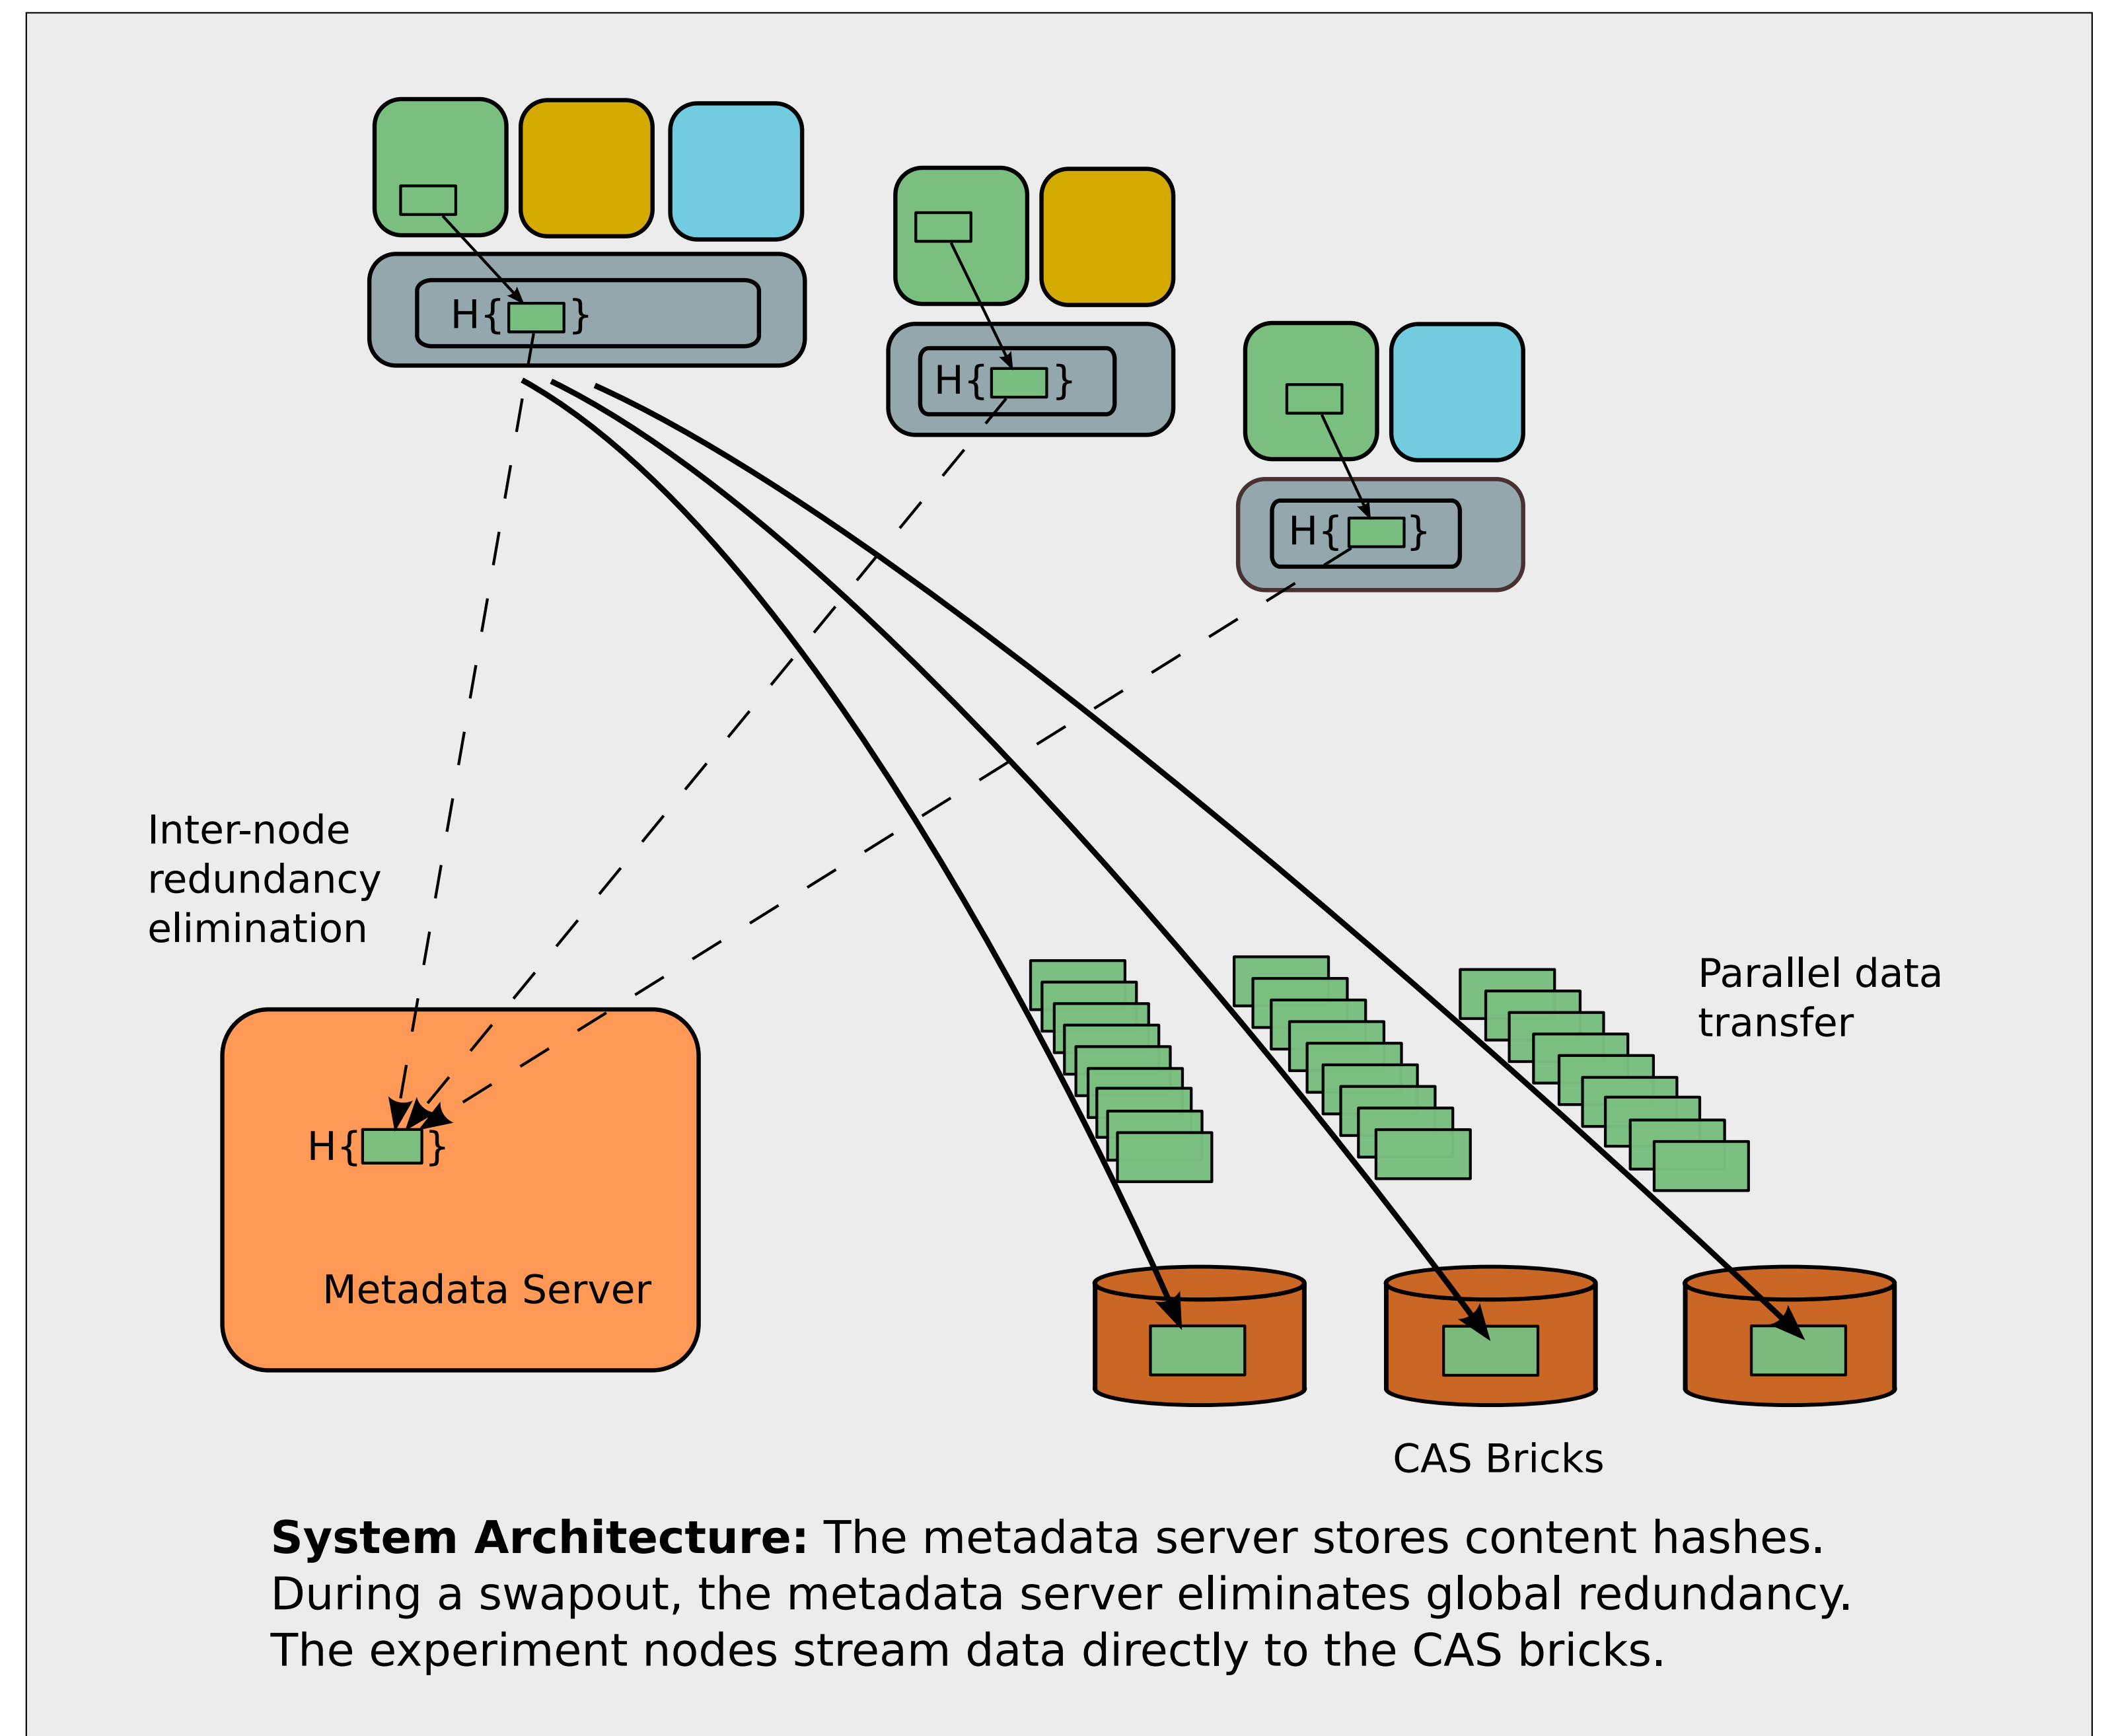 H{ }
H{ }
H{ }
Inter-node
redundancy
elimination
Parallel data
transfer
H{ }
Metadata Server
CAS Bricks
System Architecture: The metadata server stores content hashes.
During a swapout, the metadata server eliminates global redundancy.
The experiment nodes stream data directly to the CAS bricks.